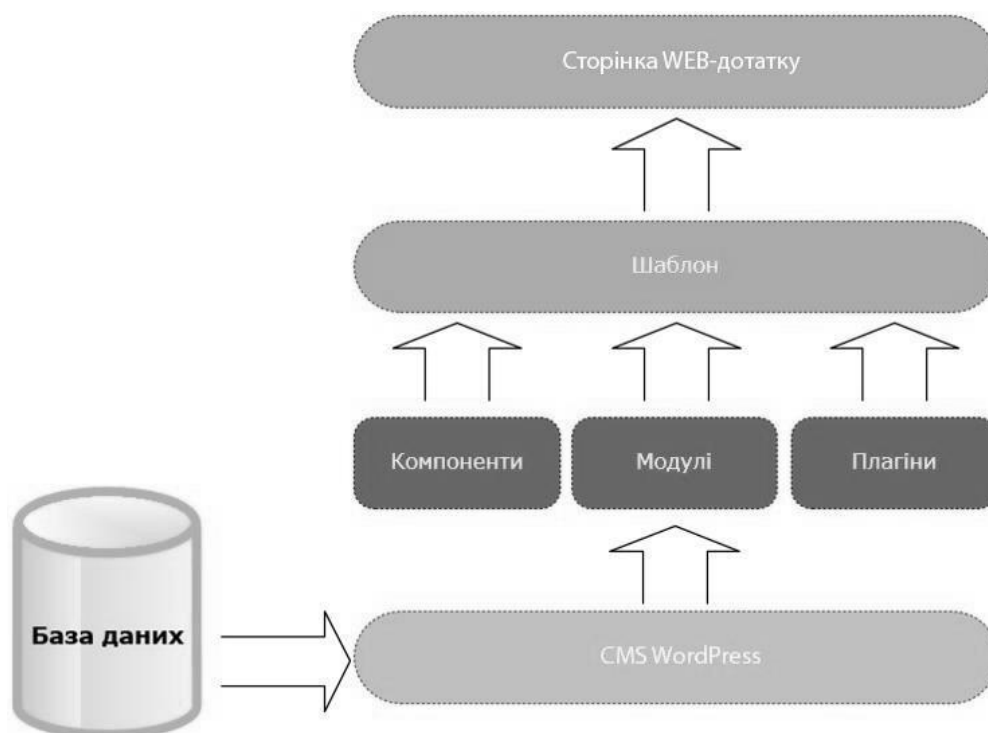 Сторінка WEB-дотатку
Шаблон
Компоненти
Модулі
Плагіни
База даних
CMS WordPress